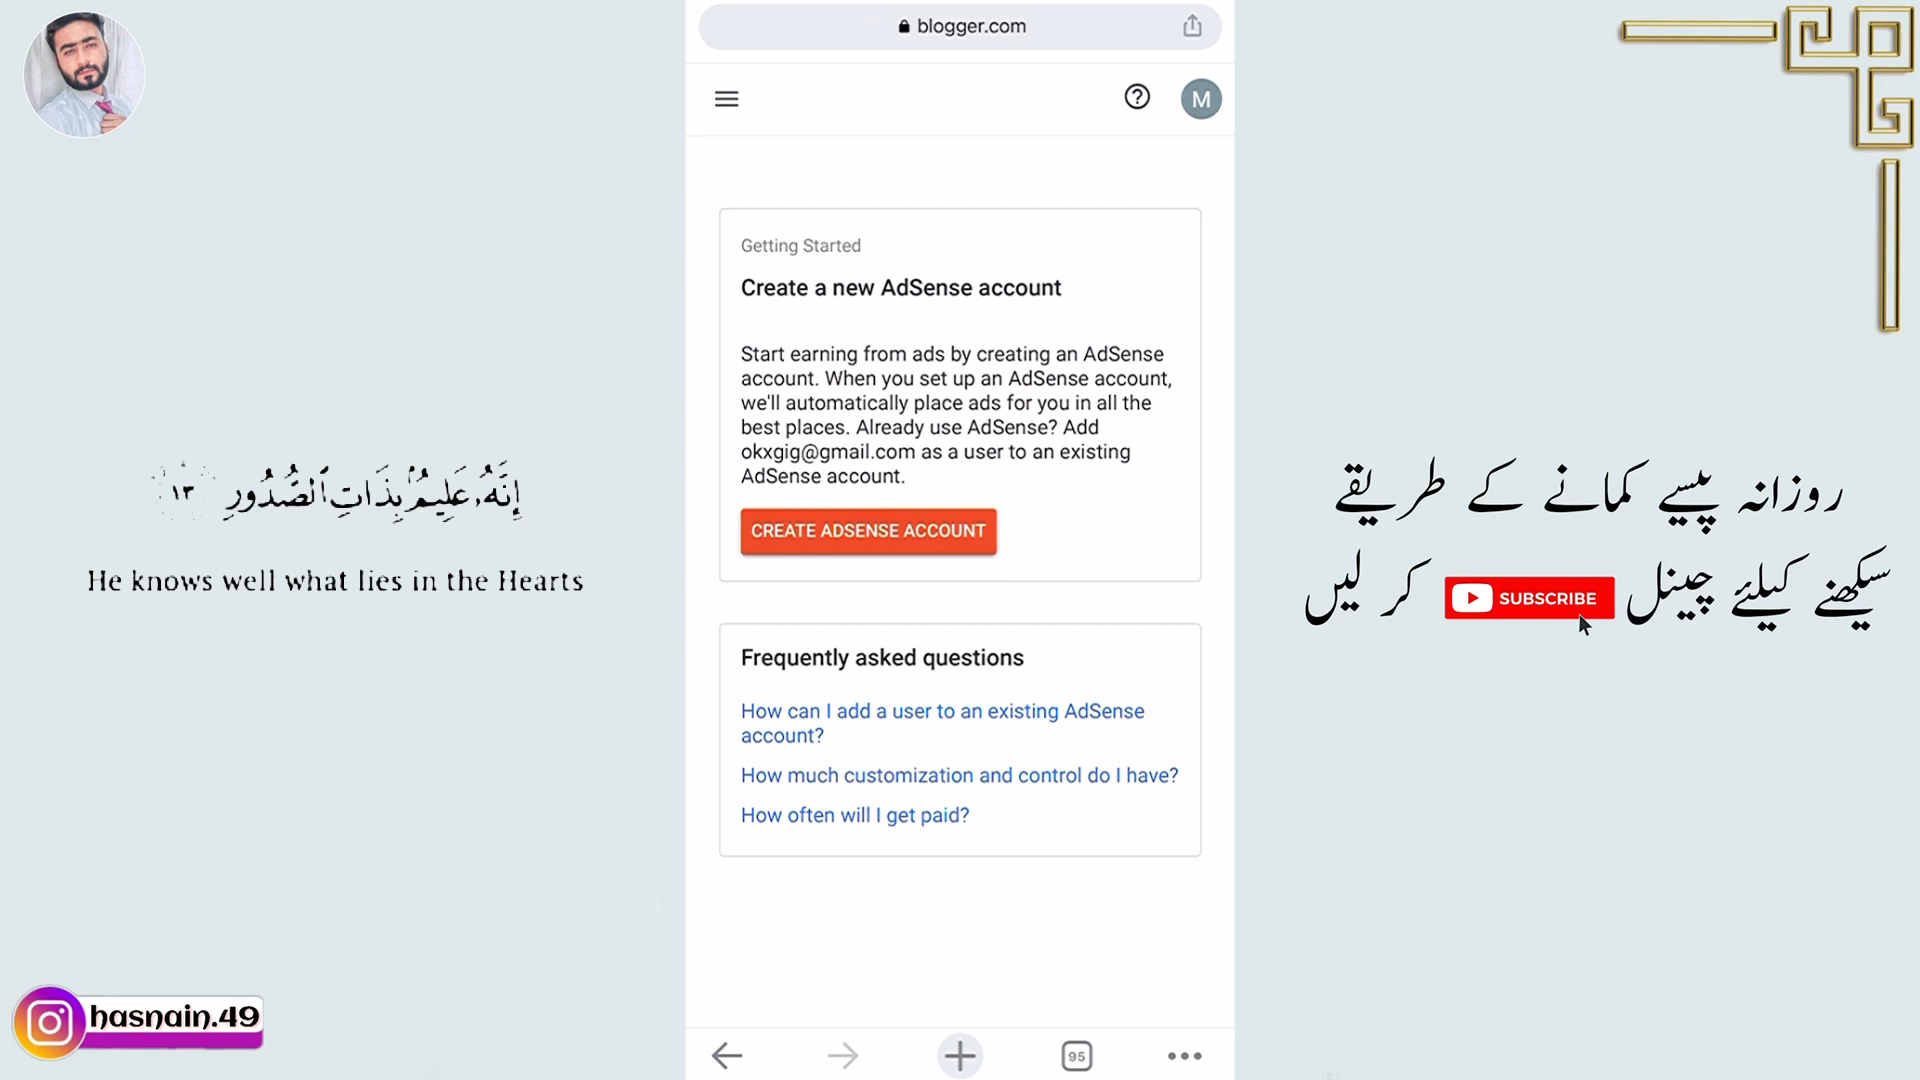 blogger.com
M
Getting Started
Create a new AdSense account
Start earning from ads by creating an AdSense
account. When you set up an AdSense account,
we'll automatically place ads for you in all the
best places. Already use AdSense? Add
okxgig@gmail.com as a user to an existing
AdSense account.
CREATE ADSENSE ACCOUNT
Frequently asked questions
How can I add a user to an existing AdSense
account?
How much customization and control do I have?
How often will I get paid?
95
إِنَّهُۥ عَلِيمُۢ بِذَاتِ ٱلصُّدُورِ ١٣
He knows well what lies in the Hearts
روزانہ پیسے کمانے کے طریقے
سیکھنے کیلئے چینل SUBSCRIBE کر لیں
hasnain.49